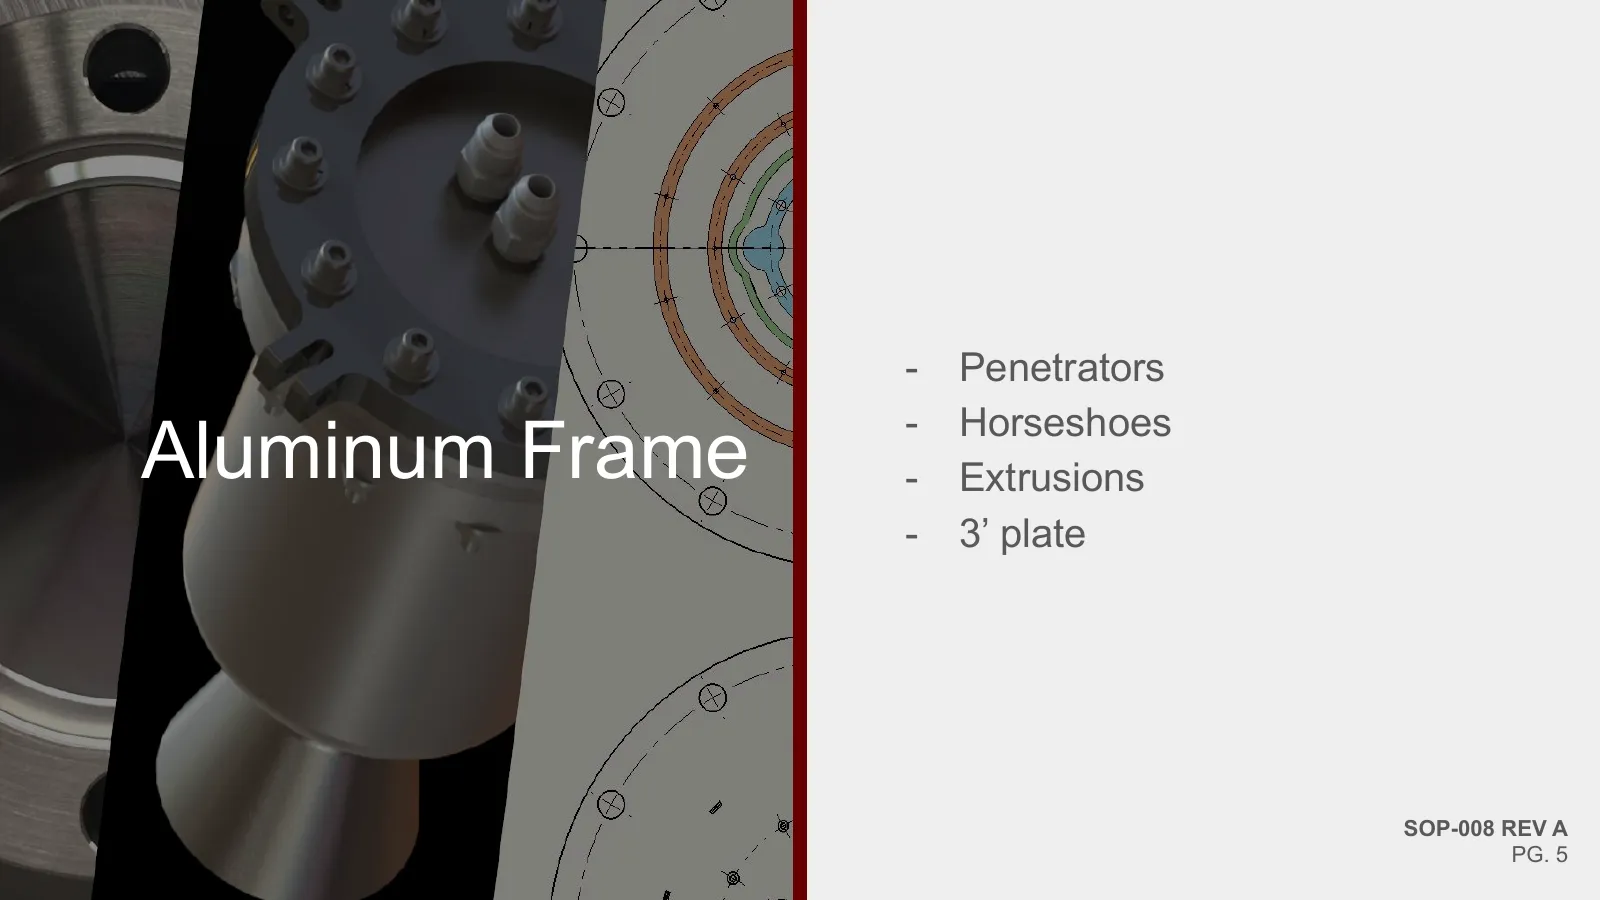 Aluminum Frame
- Penetrators
- Horseshoes
- Extrusions
- 3’ plate
SOP-008 REV A
PG. 5